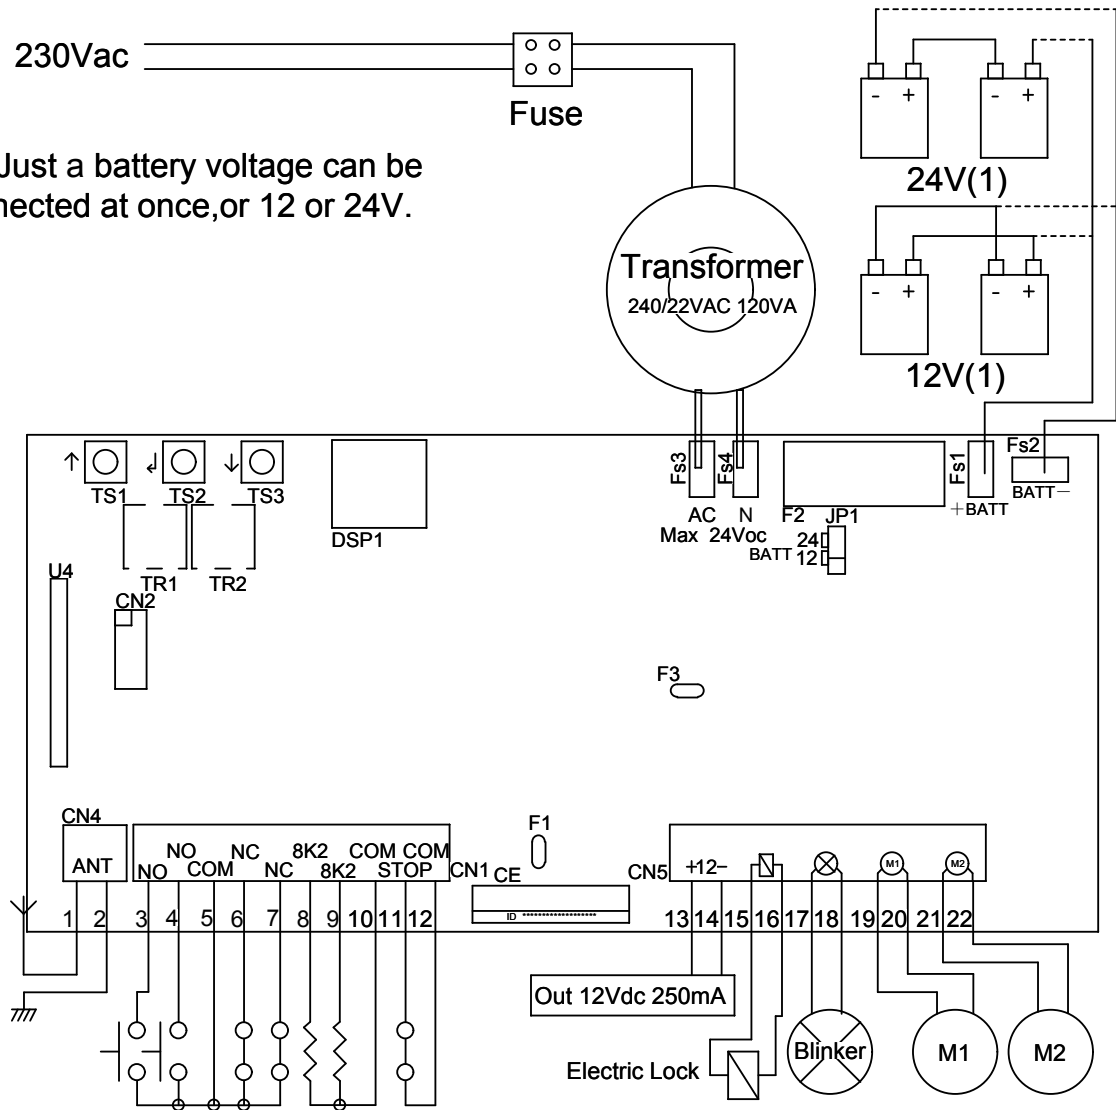 230Vac
Fuse
- +
- +
24V(1)
Just a battery voltage can be
nected at once,or 12 or 24V.
Transformer
240/22VAC 120VA
- +
- +
12V(1)
TS1
TS2
TS3
DSP1
Fs3
Fs4
Fs1
Fs2
BATT−
+BATT
AC N
Max 24Voc
F2
JP1
BATT 24
12
TR1
TR2
U4
CN2
F3
CN4
ANT
NO
NO
COM
NC
NC
8K2
8K2
COM
STOP
COM
CN1
CE
F1
ID ********************
CN5
+12−
M1
M2
1 2 3 4 5 6 7 8 9 10 11 12
13 14 15 16 17 18 19 20 21 22
Out 12Vdc 250mA
Electric Lock
Blinker
M1
M2